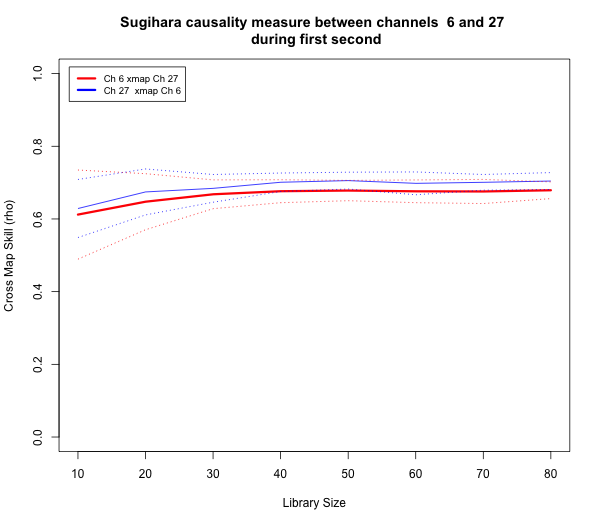 Sugihara causality measure between channels  6 and 27
during first second
Ch 6 xmap Ch 27
Ch 27  xmap Ch 6
Cross Map Skill (rho)
1.0
0.8
0.6
0.4
0.2
0.0
10 20 30 40 50 60 70 80
Library Size